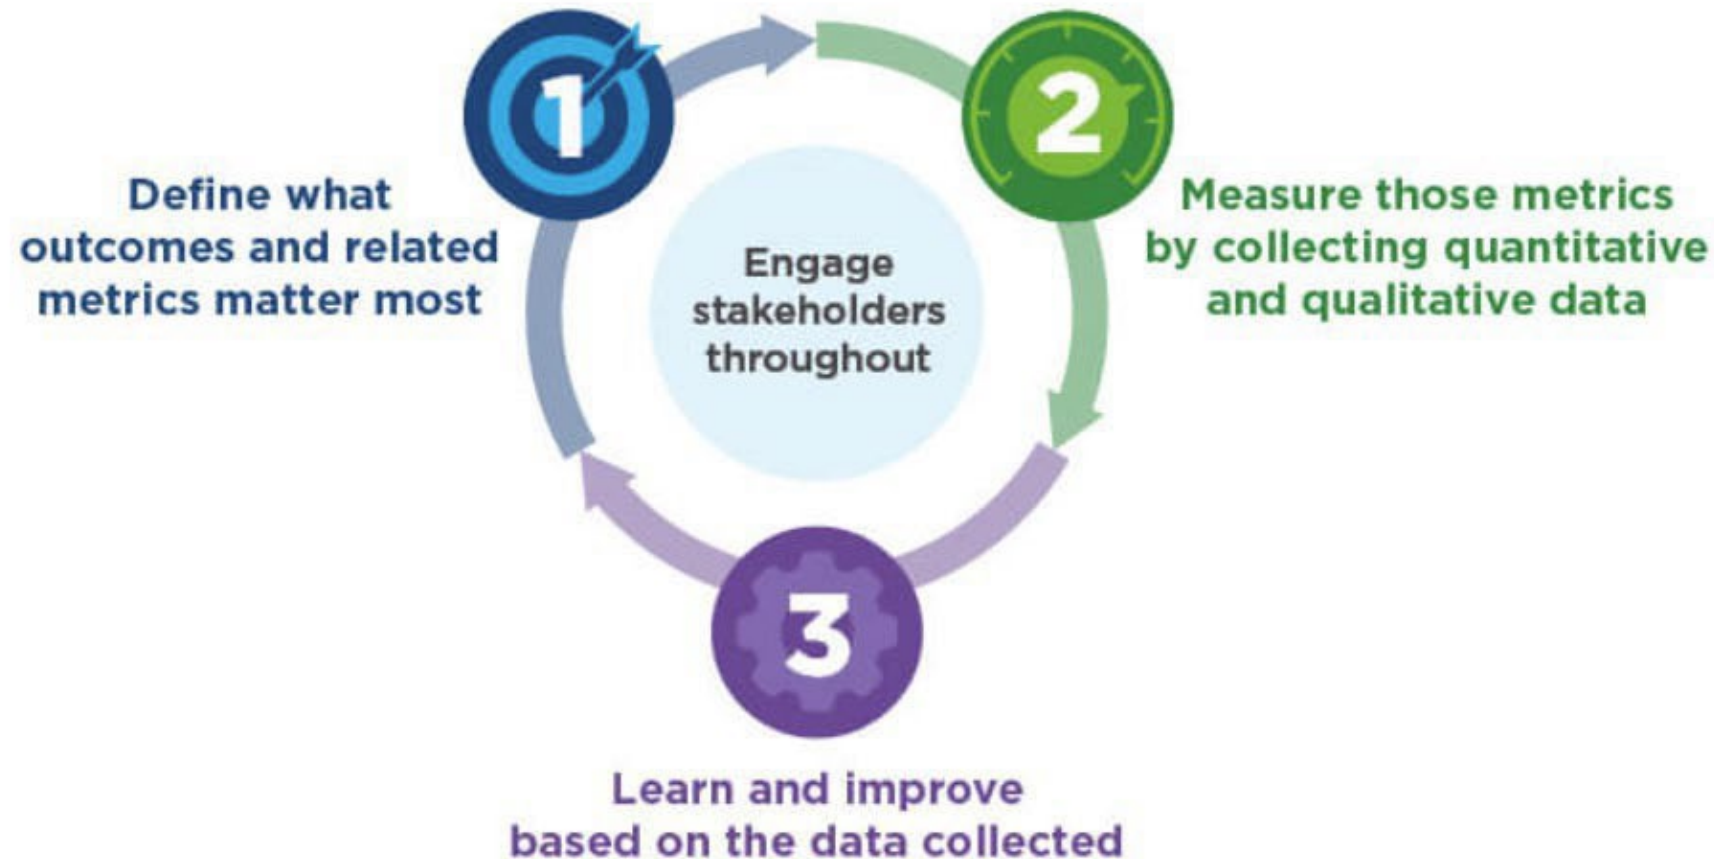 1
Define what
outcomes and related
metrics matter most
2
Measure those metrics
by collecting quantitative
and qualitative data
Engage
stakeholders
throughout
3
Learn and improve
based on the data collected